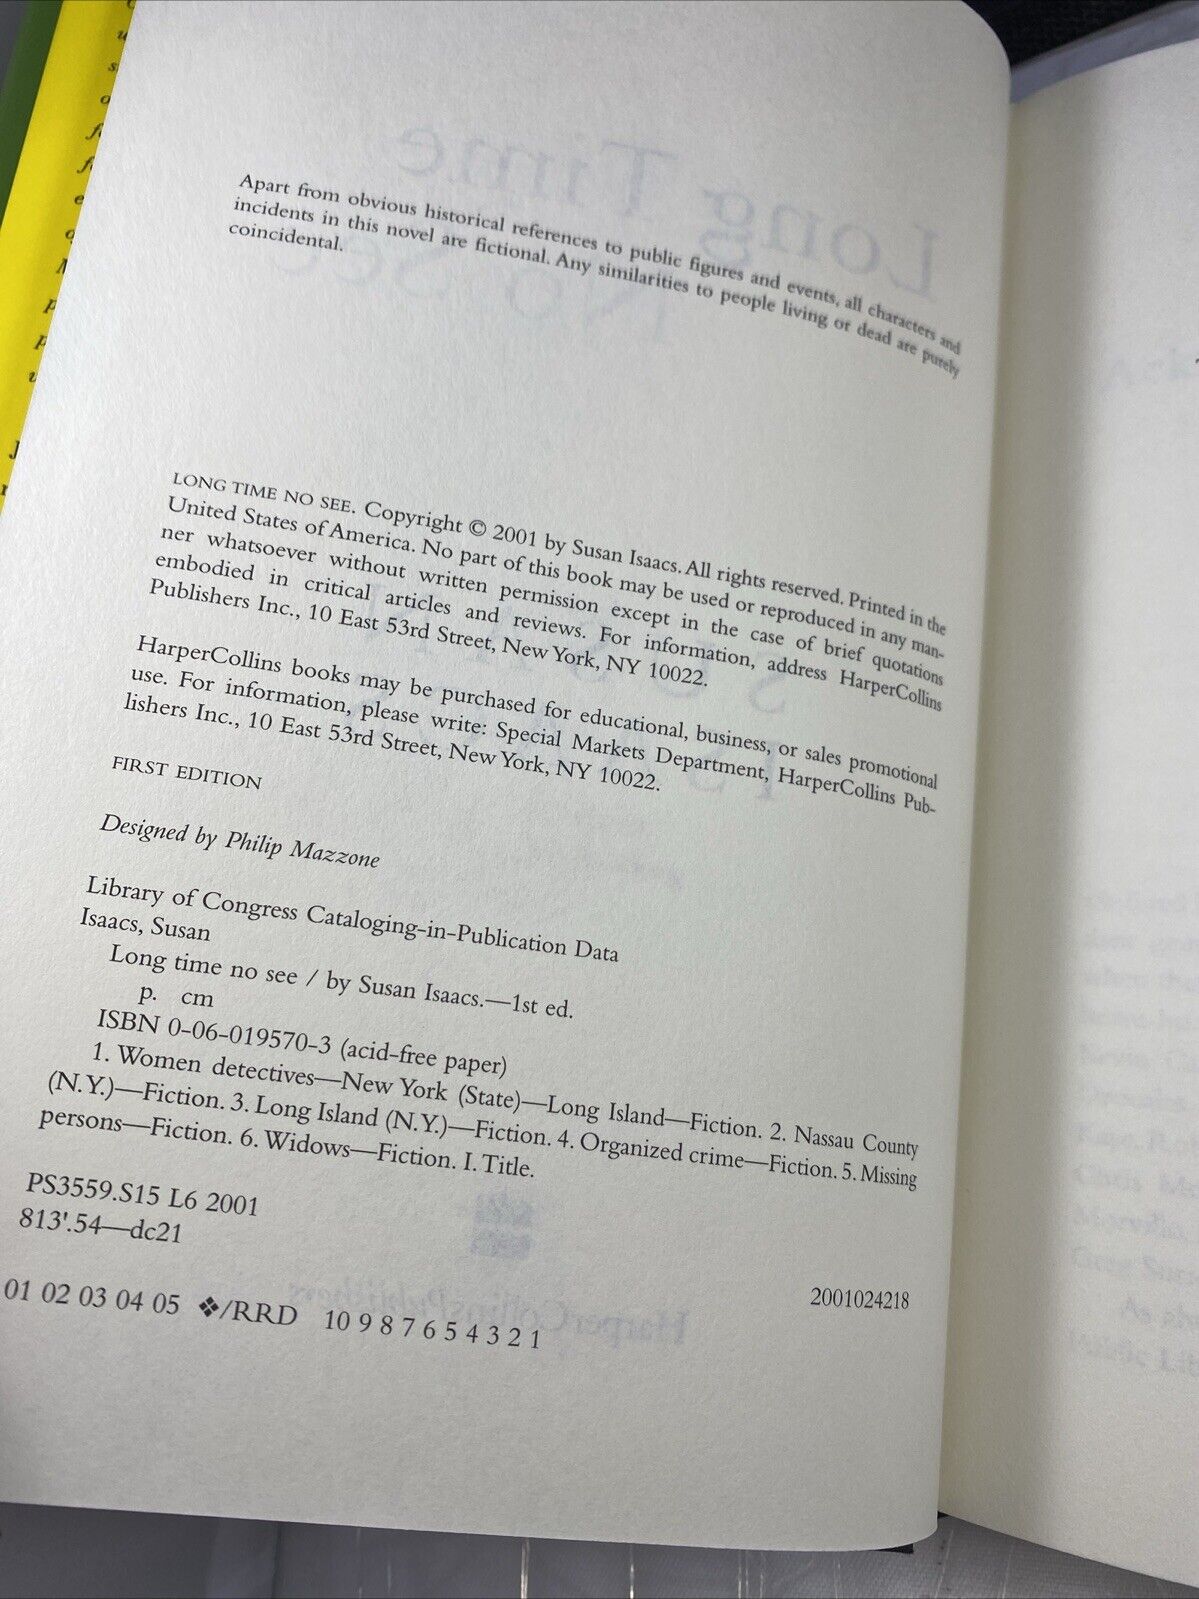 Apart from obvious historical references to public figures and events, all characters and
incidents in this novel are fictional. Any similarities to people living or dead are purely
coincidental.
LONG TIME NO SEE. Copyright © 2001 by Susan Isaacs. All rights reserved. Printed in the
United States of America. No part of this book may be used or reproduced in any man-
ner whatsoever without written permission except in the case of brief quotations
embodied in critical articles and reviews. For information, address HarperCollins
Publishers Inc., 10 East 53rd Street, New York, NY 10022.
HarperCollins books may be purchased for educational, business, or sales promotional
use. For information, please write: Special Markets Department, HarperCollins Pub-
lishers Inc., 10 East 53rd Street, New York, NY 10022.
FIRST EDITION
Designed by Philip Mazzone
Library of Congress Cataloging-in-Publication Data
Isaacs, Susan
Long time no see / by Susan Isaacs.—1st ed.
p. cm
ISBN 0-06-019570-3 (acid-free paper)
1. Women detectives—New York (State)—Long Island—Fiction. 2. Nassau County
(N.Y.)—Fiction. 3. Long Island (N.Y.)—Fiction. 4. Organized crime—Fiction. 5. Missing
persons—Fiction. 6. Widows—Fiction. I. Title.
PS3559.S15 L6 2001
813'.54—dc21
2001024218
01 02 03 04 05 ❖/RRD 10 9 8 7 6 5 4 3 2 1